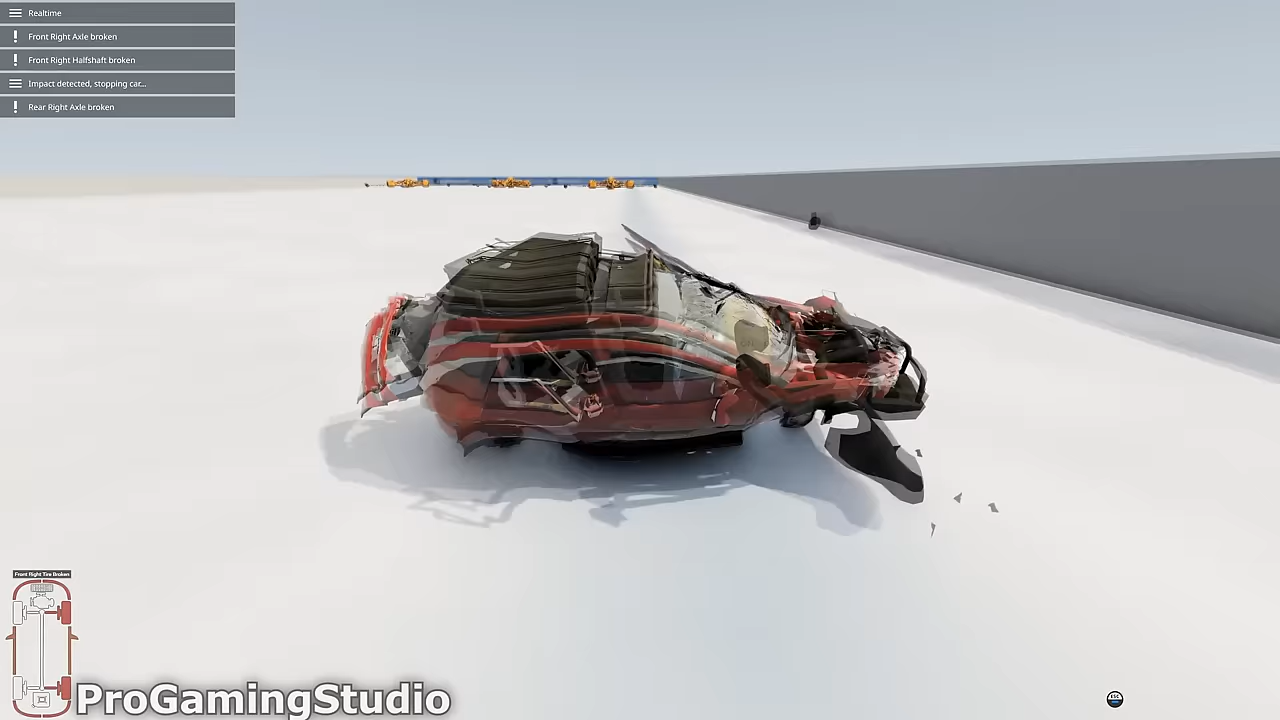 Realtime
Front Right Axle broken
Front Right Halfshaft broken
Impact detected, stopping car...
Rear Right Axle broken
Front Right Tire Broken
ProGamingStudio
ESC